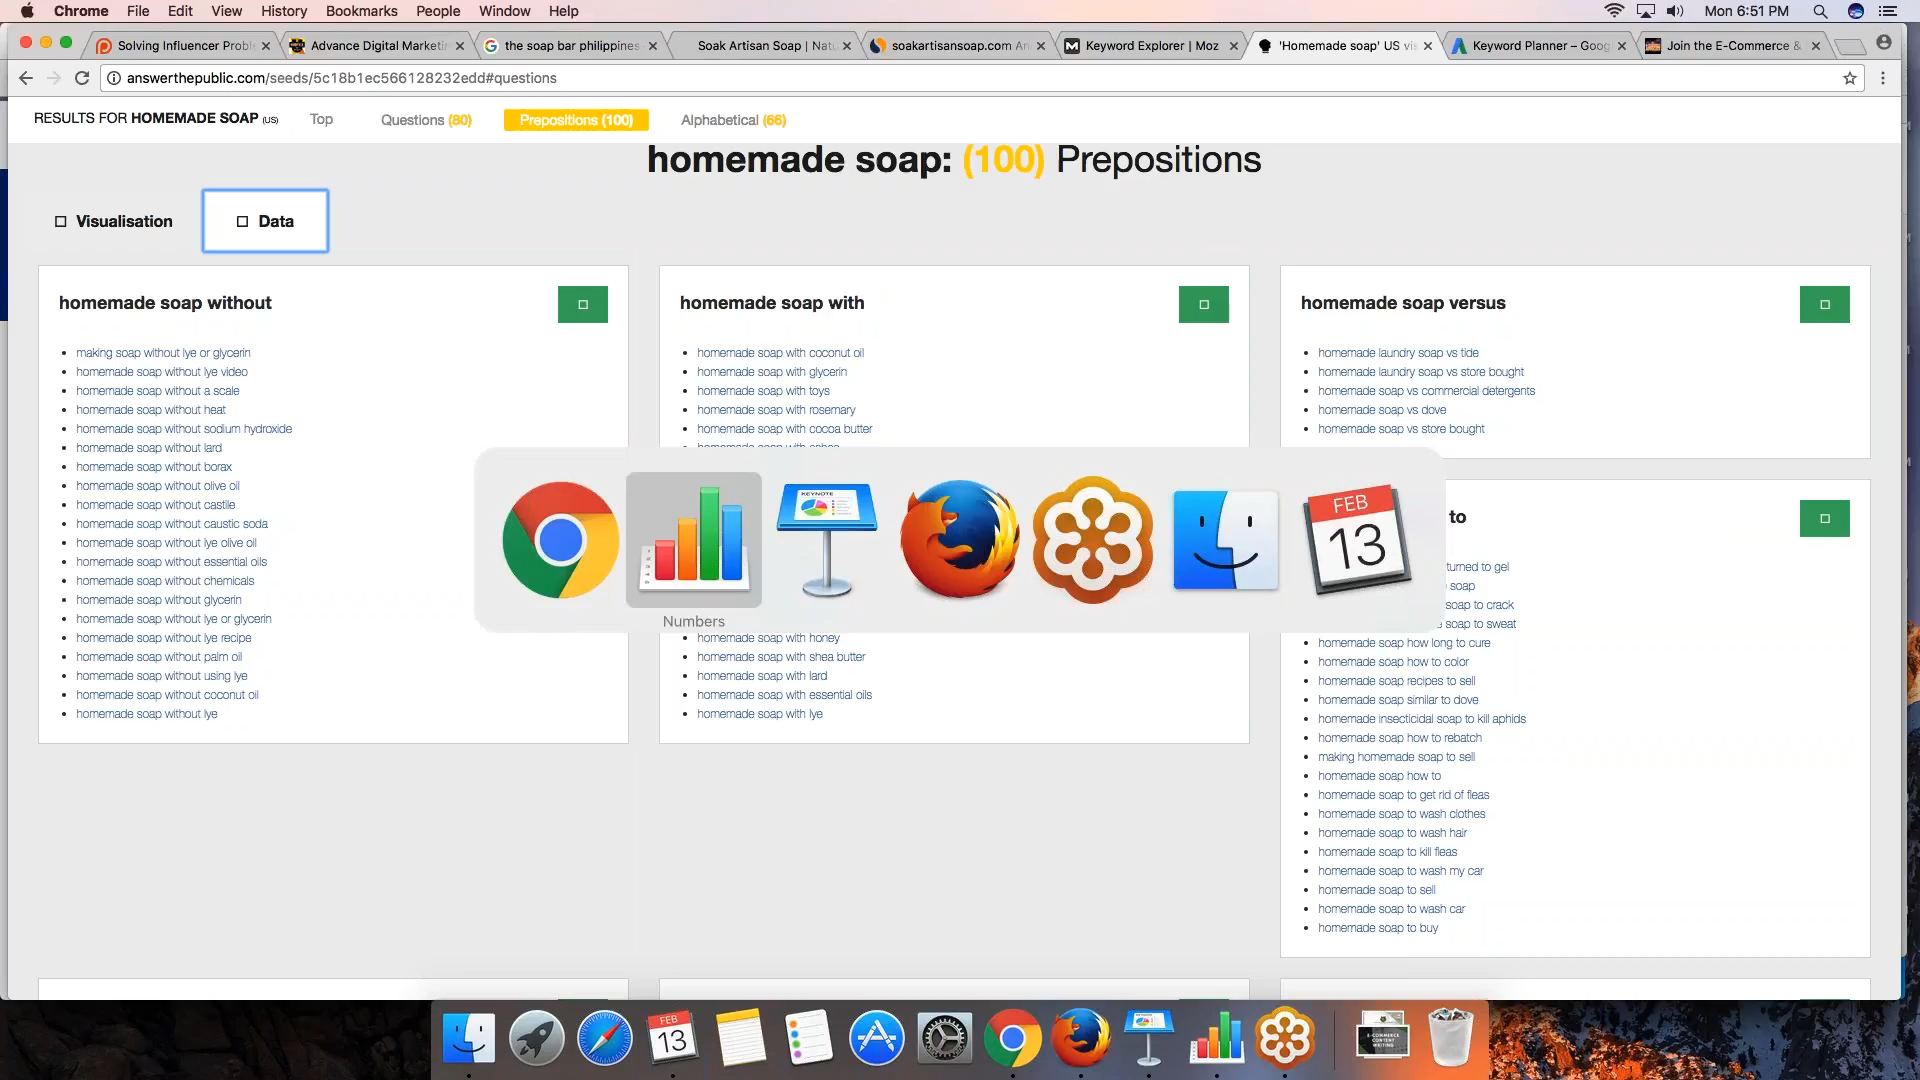 Chrome File Edit View History Bookmarks People Window Help
Mon 6:51 PM
Solving Influencer Prob
Advance Digital Marketin
the soap bar philippines
Soak Artisan Soap | Natu
soakartisansoap.com An
Keyword Explorer | Moz
'Homemade soap' US vis
Keyword Planner – Goog
Join the E-Commerce &
answerthepublic.com/seeds/5c18b1ec566128232edd#questions
RESULTS FOR HOMEMADE SOAP (US)
Top
Questions (80)
Prepositions (100)
Alphabetical (66)
homemade soap: (100) Prepositions
Visualisation
Data
homemade soap without
making soap without lye or glycerin
homemade soap without lye video
homemade soap without a scale
homemade soap without heat
homemade soap without sodium hydroxide
homemade soap without lard
homemade soap without borax
homemade soap without olive oil
homemade soap without castile
homemade soap without caustic soda
homemade soap without lye olive oil
homemade soap without essential oils
homemade soap without chemicals
homemade soap without glycerin
homemade soap without lye or glycerin
homemade soap without lye recipe
homemade soap without palm oil
homemade soap without using lye
homemade soap without coconut oil
homemade soap without lye
homemade soap with
homemade soap with coconut oil
homemade soap with glycerin
homemade soap with toys
homemade soap with rosemary
homemade soap with cocoa butter
homemade soap with honey
homemade soap with shea butter
homemade soap with lard
homemade soap with essential oils
homemade soap with lye
homemade soap versus
homemade laundry soap vs tide
homemade laundry soap vs store bought
homemade soap vs commercial detergents
homemade soap vs dove
homemade soap vs store bought
to
turned to gel
soap
soap to crack
soap to sweat
homemade soap how long to cure
homemade soap how to color
homemade soap recipes to sell
homemade soap similar to dove
homemade insecticidal soap to kill aphids
homemade soap how to rebatch
making homemade soap to sell
homemade soap how to
homemade soap to get rid of fleas
homemade soap to wash clothes
homemade soap to wash hair
homemade soap to kill fleas
homemade soap to wash my car
homemade soap to sell
homemade soap to wash car
homemade soap to buy
KEYNOTE
FEB
13
Numbers
FEB
13
E-COMMERCE
CONTENT
WRITING